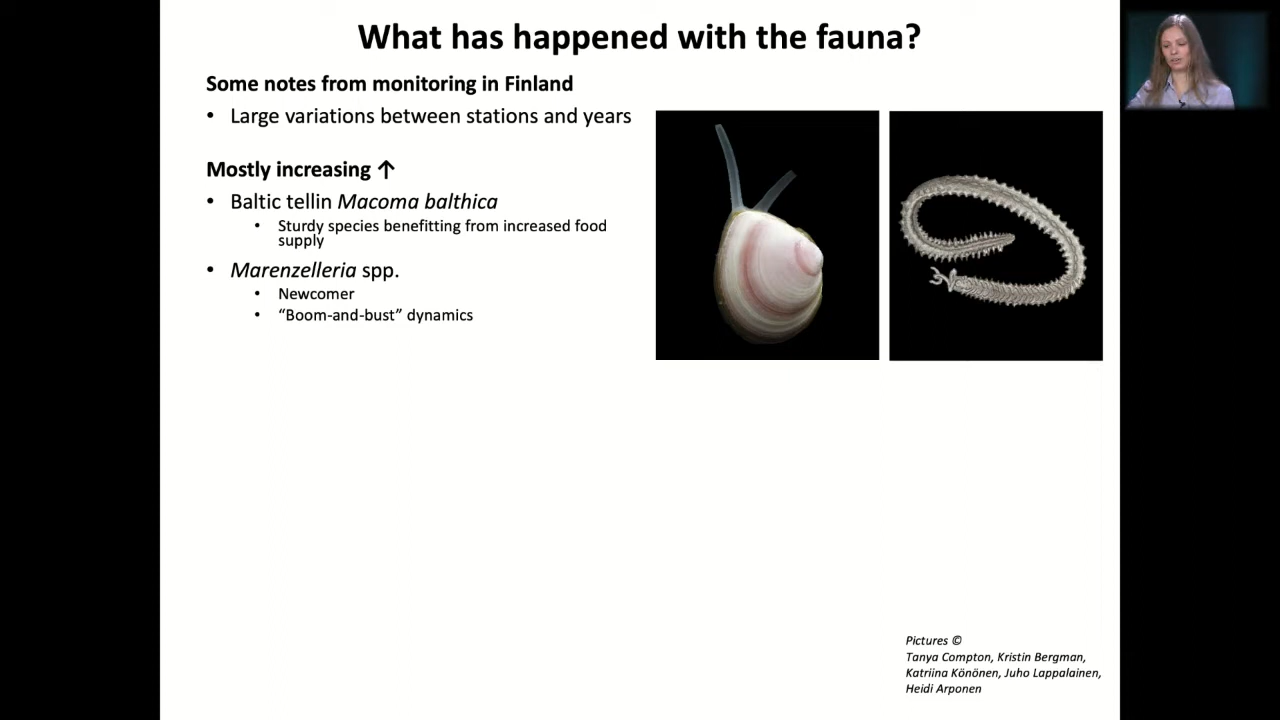 What has happened with the fauna?
Some notes from monitoring in Finland
• Large variations between stations and years
Mostly increasing ↑
• Baltic tellin Macoma balthica
• Sturdy species benefitting from increased food
supply
• Marenzelleria spp.
• Newcomer
• “Boom-and-bust” dynamics
Pictures ©
Tanya Compton, Kristin Bergman,
Katriina Könönen, Juho Lappalainen,
Heidi Arponen